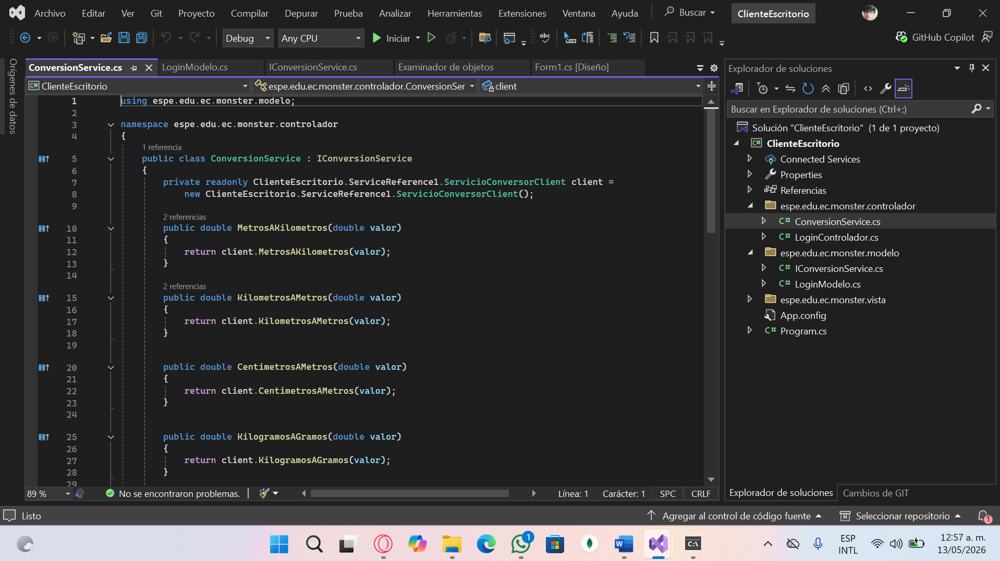 Archivo Editar Ver Git Proyecto Compilar Depurar Prueba Analizar Herramientas Extensiones Ventana Ayuda Buscar ClienteEscritorio
Debug Any CPU Iniciar abc GitHub Copilot
Orígenes de datos
ConversionService.cs LoginModelo.cs IConversionService.cs Examinador de objetos Form1.cs [Diseño]
C# ClienteEscritorio espe.edu.ec.monster.controlador.ConversionSer client
1 using espe.edu.ec.monster.modelo;
2
3 namespace espe.edu.ec.monster.controlador
4 {
1 referencia
5 public class ConversionService : IConversionService
6 {
7 private readonly ClienteEscritorio.ServiceReference1.ServicioConversorClient client =
8 new ClienteEscritorio.ServiceReference1.ServicioConversorClient();
9
2 referencias
10 public double MetrosAKilometros(double valor)
11 {
12 return client.MetrosAKilometros(valor);
13 }
14
2 referencias
15 public double KilometrosAMetros(double valor)
16 {
17 return client.KilometrosAMetros(valor);
18 }
19
20 public double CentimetrosAMetros(double valor)
21 {
22 return client.CentimetrosAMetros(valor);
23 }
24
25 public double KilogramosAGramos(double valor)
26 {
27 return client.KilogramosAGramos(valor);
28 }
29
89 % No se encontraron problemas. Línea: 1 Carácter: 1 SPC CRLF
Explorador de soluciones
Buscar en Explorador de soluciones (Ctrl+;)
Solución "ClienteEscritorio" (1 de 1 proyecto)
C# ClienteEscritorio
Connected Services
Properties
Referencias
espe.edu.ec.monster.controlador
C# ConversionService.cs
C# LoginControlador.cs
espe.edu.ec.monster.modelo
C# IConversionService.cs
C# LoginModelo.cs
espe.edu.ec.monster.vista
App.config
C# Program.cs
Explorador de soluciones Cambios de GIT
Listo Agregar al control de código fuente Seleccionar repositorio 1
1 W C:\ ESP INTL 12:57 a. m.
13/05/2026